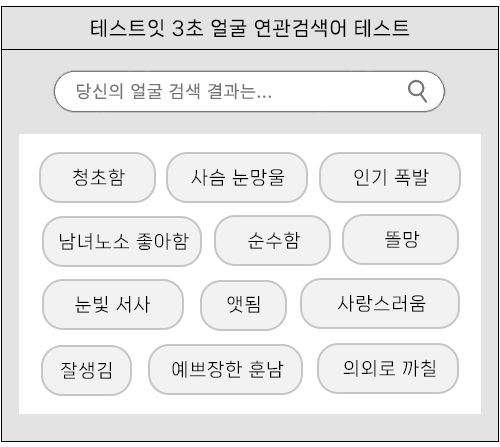 테스트잇 3초 얼굴 연관검색어 테스트
당신의 얼굴 검색 결과는...
청초함 사슴 눈망울 인기 폭발
남녀노소 좋아함 순수함 똘망
눈빛 서사 앳됨 사랑스러움
잘생김 예쁘장한 훈남 의외로 까칠